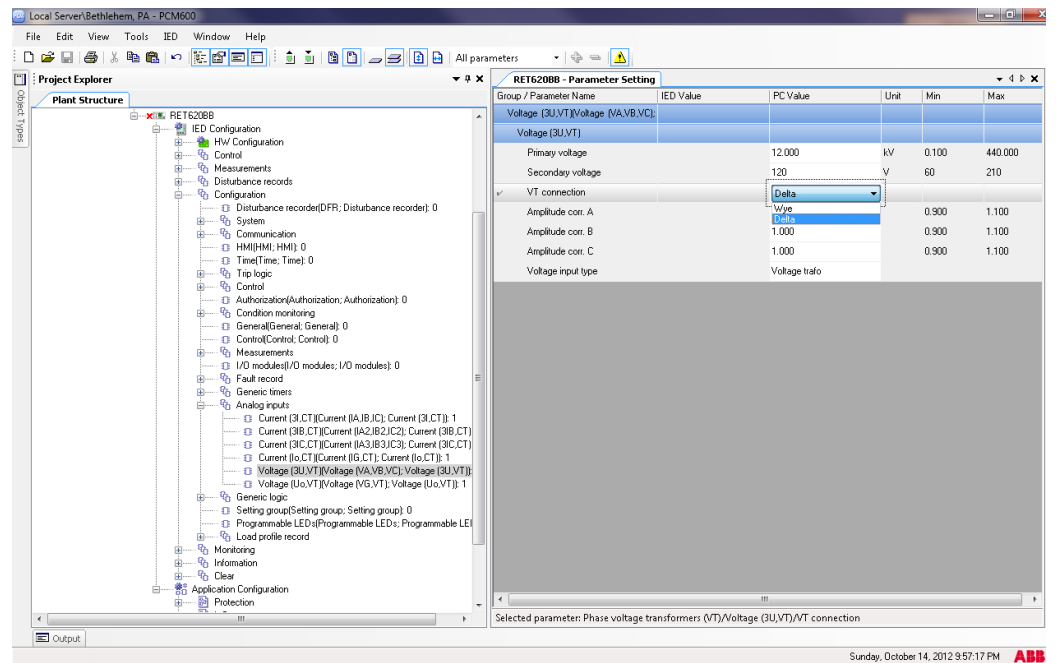 Local Server\Bethlehem, PA - PCM600
File Edit View Tools IED Window Help
All parameters
Object Types
Project Explorer
Plant Structure
RET620BB
IED Configuration
HW Configuration
Control
Measurements
Disturbance records
Configuration
Disturbance recorder(DFR; Disturbance recorder): 0
System
Communication
HMI(HMI; HMI): 0
Time(Time; Time): 0
Trip logic
Control
Authorization(Authorization; Authorization): 0
Condition monitoring
General(General; General): 0
Control(Control; Control): 0
Measurements
I/O modules(I/O modules; I/O modules): 0
Fault record
Generic timers
Analog inputs
Current (3I,CT)(Current (IA,IB,IC); Current (3I,CT)): 1
Current (3IB,CT)(Current (IA2,IB2,IC2); Current (3IB,CT)
Current (3IC,CT)(Current (IA3,IB3,IC3); Current (3IC,CT)
Current (Io,CT)(Current (IG,CT); Current (Io,CT)): 1
Voltage (3U,VT)(Voltage (VA,VB,VC); Voltage (3U,VT)):
Voltage (Uo,VT)(Voltage (VG,VT); Voltage (Uo,VT)): 1
Generic logic
Setting group(Setting group; Setting group): 0
Programmable LEDs(Programmable LEDs; Programmable LEI
Load profile record
Monitoring
Information
Clear
Application Configuration
Protection
RET620BB - Parameter Setting
Group / Parameter Name IED Value PC Value Unit Min Max
Voltage (3U,VT)(Voltage (VA,VB,VC);
Voltage (3U,VT)
Primary voltage 12.000 kV 0.100 440.000
Secondary voltage 120 V 60 210
VT connection Delta
Wye
Delta
Amplitude corr. A 0.900 1.100
Amplitude corr. B 1.000 0.900 1.100
Amplitude corr. C 1.000 0.900 1.100
Voltage input type Voltage trafo
Selected parameter: Phase voltage transformers (VT)/Voltage (3U,VT)/VT connection
Output
Sunday, October 14, 2012 9:57:17 PM ABB